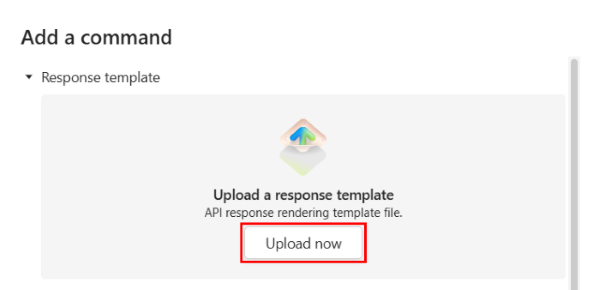 Add a command
Response template
Upload a response template
API response rendering template file.
Upload now